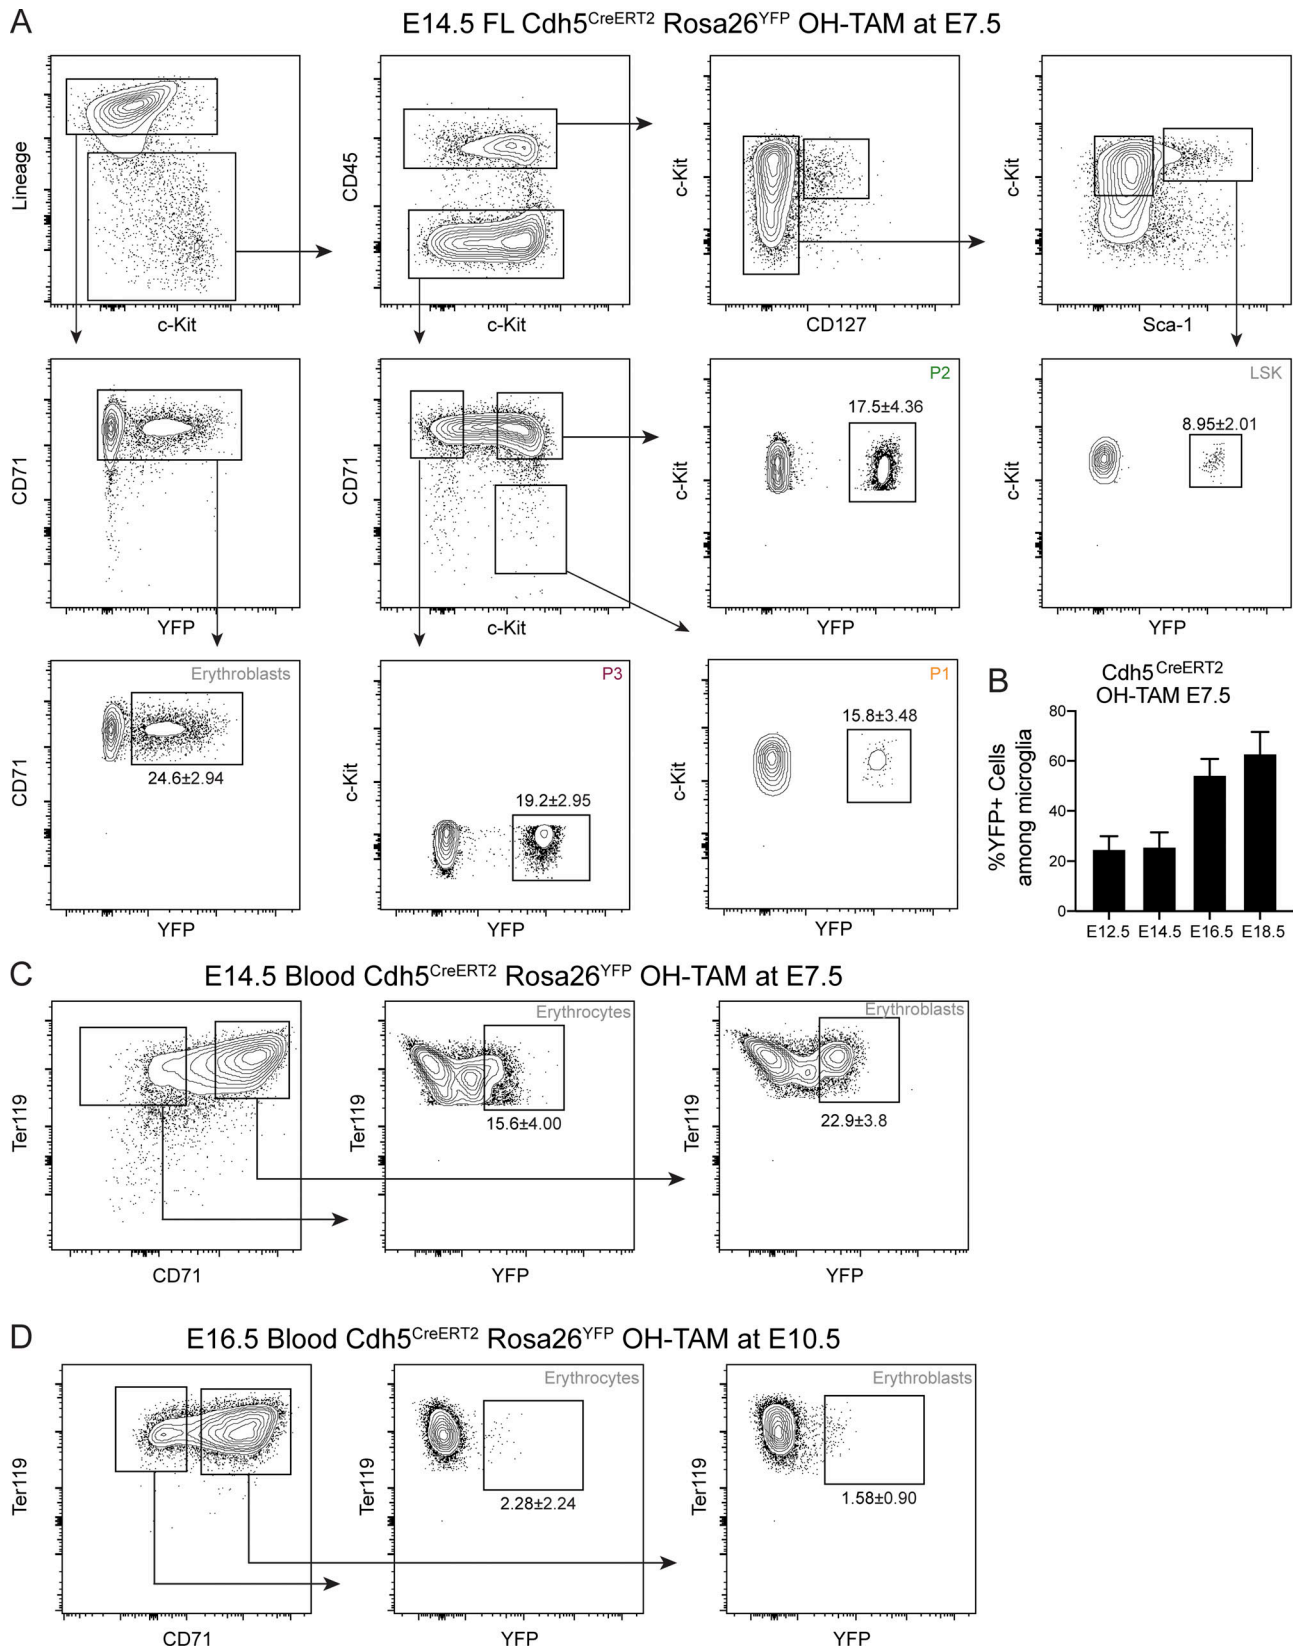 A
E14.5 FL Cdh5CreERT2 Rosa26YFP OH-TAM at E7.5
Lineage
c-Kit
CD45
c-Kit
c-Kit
CD127
c-Kit
Sca-1
CD71
YFP
CD71
c-Kit
P2
17.5±4.36
c-Kit
YFP
LSK
8.95±2.01
c-Kit
YFP
Erythroblasts
24.6±2.94
CD71
YFP
P3
19.2±2.95
c-Kit
YFP
P1
15.8±3.48
c-Kit
YFP
B
Cdh5CreERT2
OH-TAM E7.5
%YFP+ Cells
among microglia
80
60
40
20
0
E12.5 E14.5 E16.5 E18.5
C
E14.5 Blood Cdh5CreERT2 Rosa26YFP OH-TAM at E7.5
Ter119
CD71
Erythrocytes
15.6±4.00
Ter119
YFP
Erythroblasts
22.9±3.8
Ter119
YFP
D
E16.5 Blood Cdh5CreERT2 Rosa26YFP OH-TAM at E10.5
Ter119
CD71
Erythrocytes
2.28±2.24
Ter119
YFP
Erythroblasts
1.58±0.90
Ter119
YFP